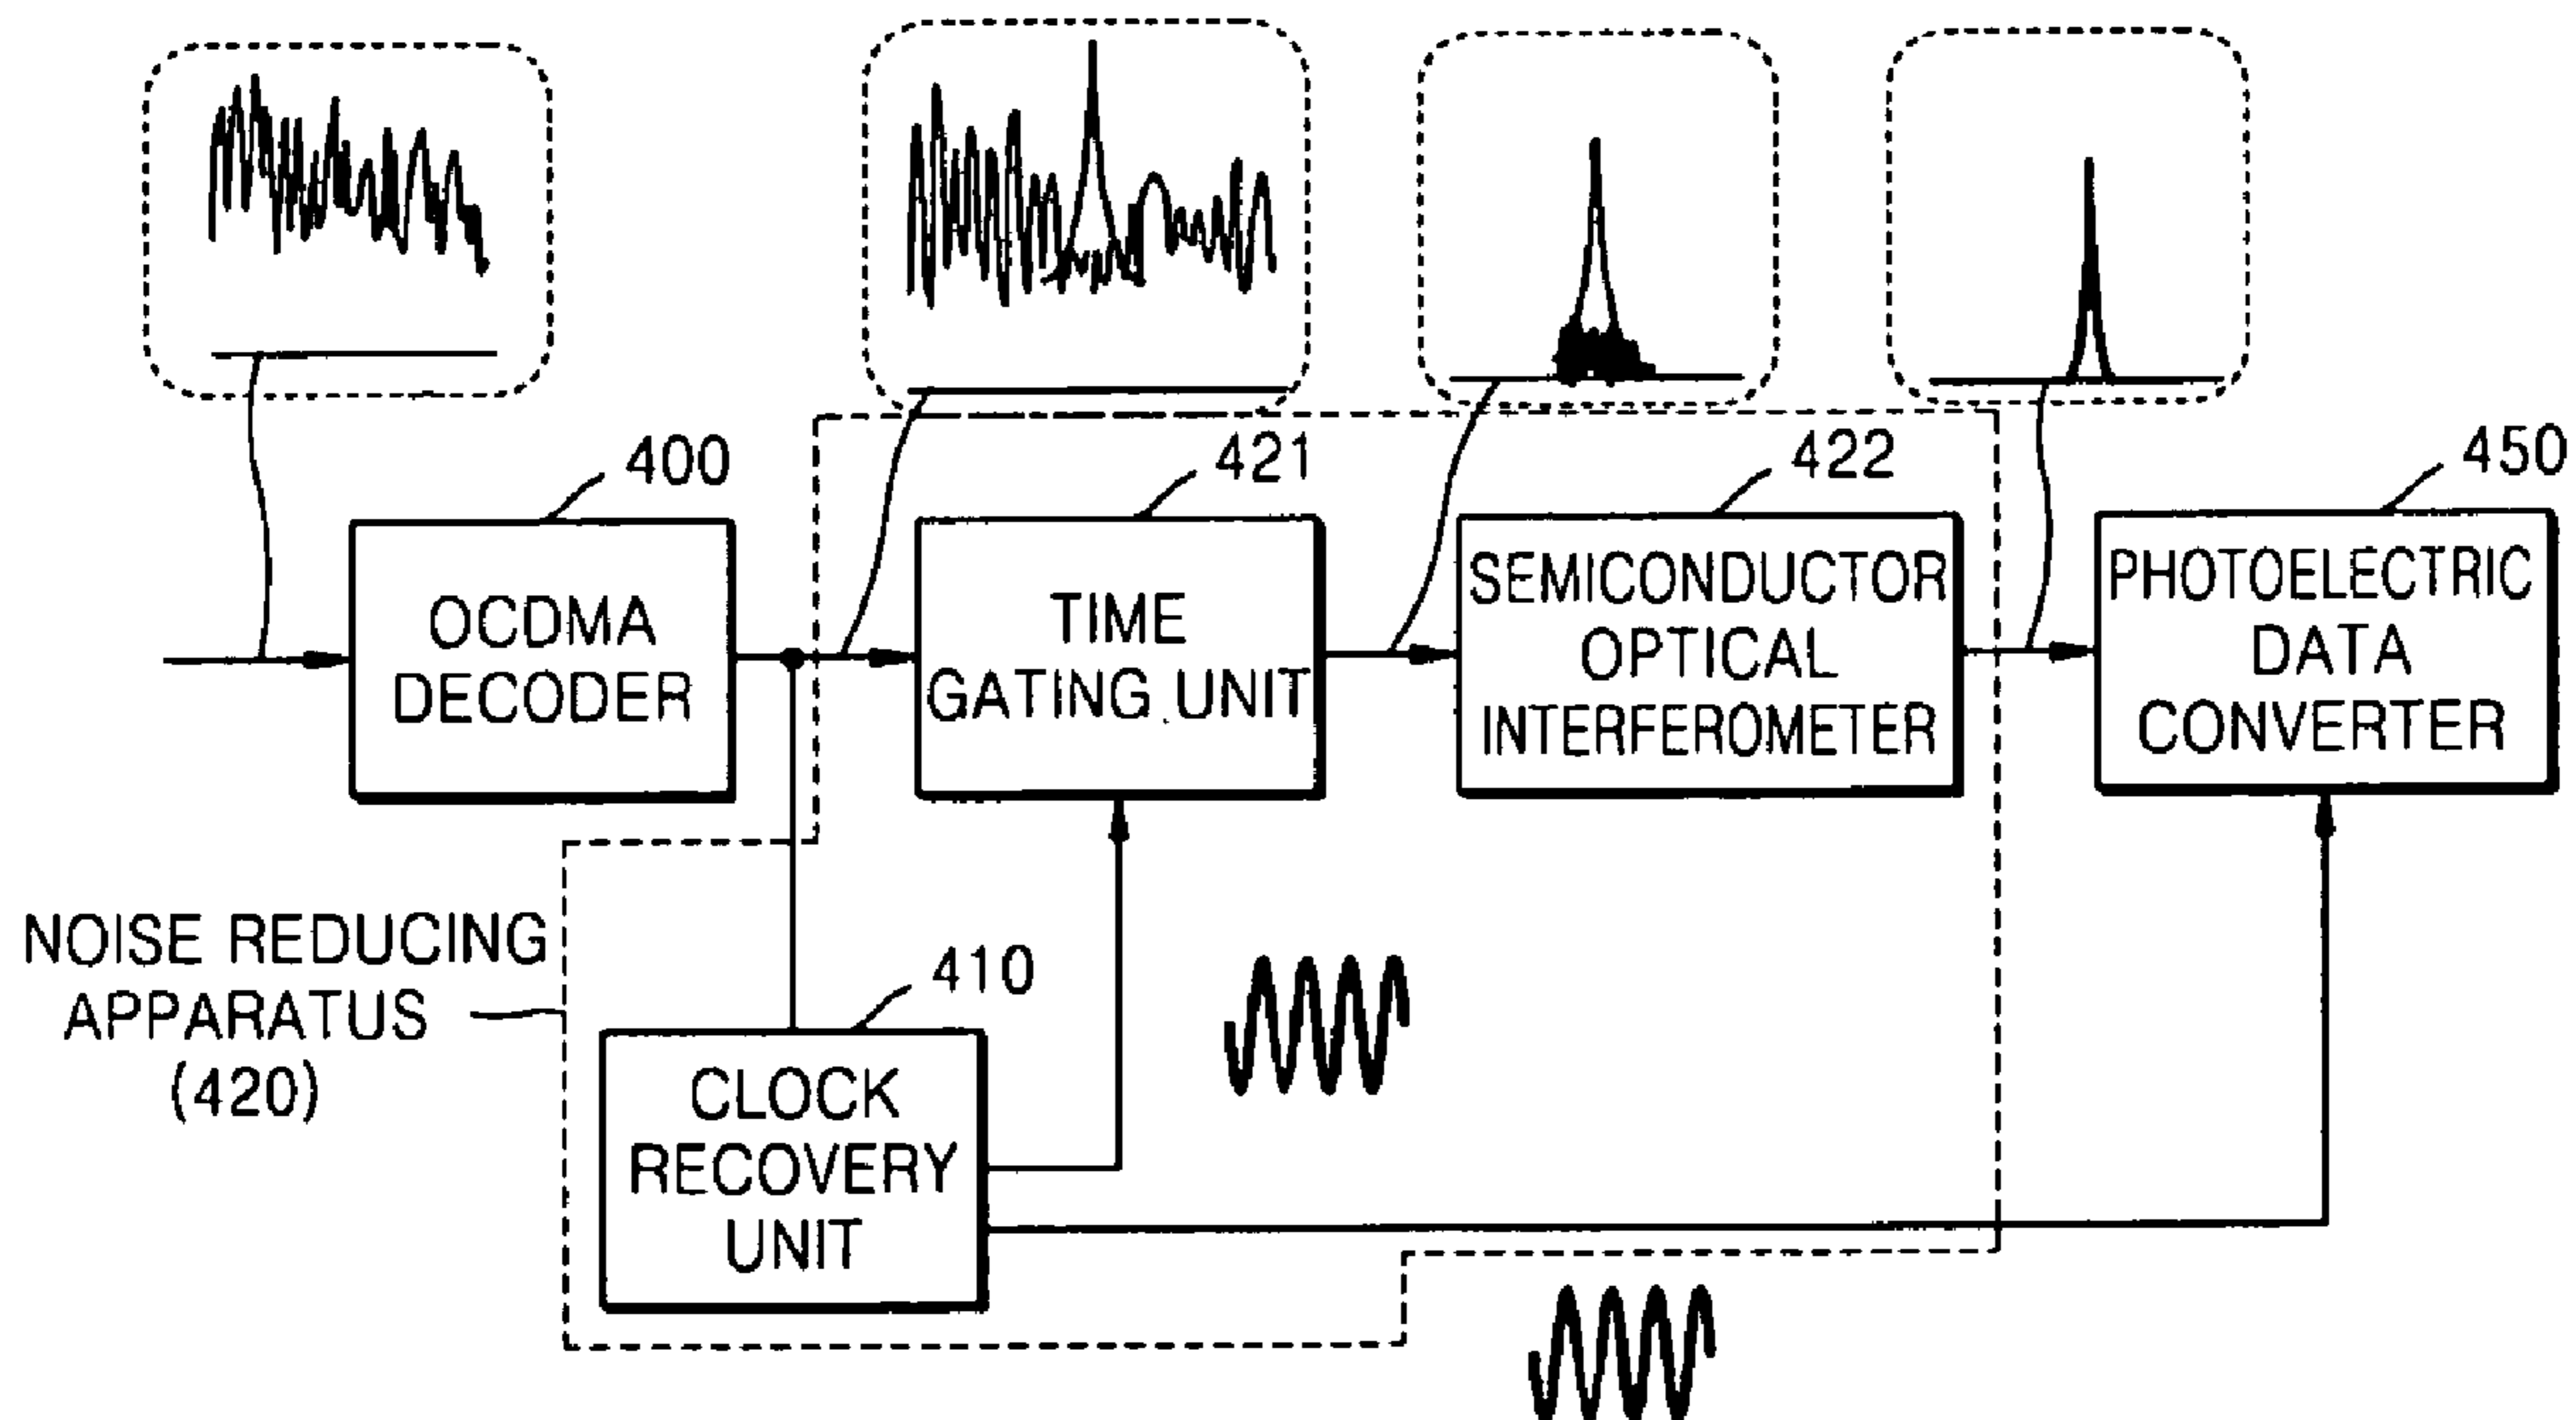 400
421
422
450
OCDMA
DECODER
TIME
GATING UNIT
SEMICONDUCTOR
OPTICAL
INTERFEROMETER
PHOTOELECTRIC
DATA
CONVERTER
NOISE REDUCING
APPARATUS
(420)
410
CLOCK
RECOVERY
UNIT